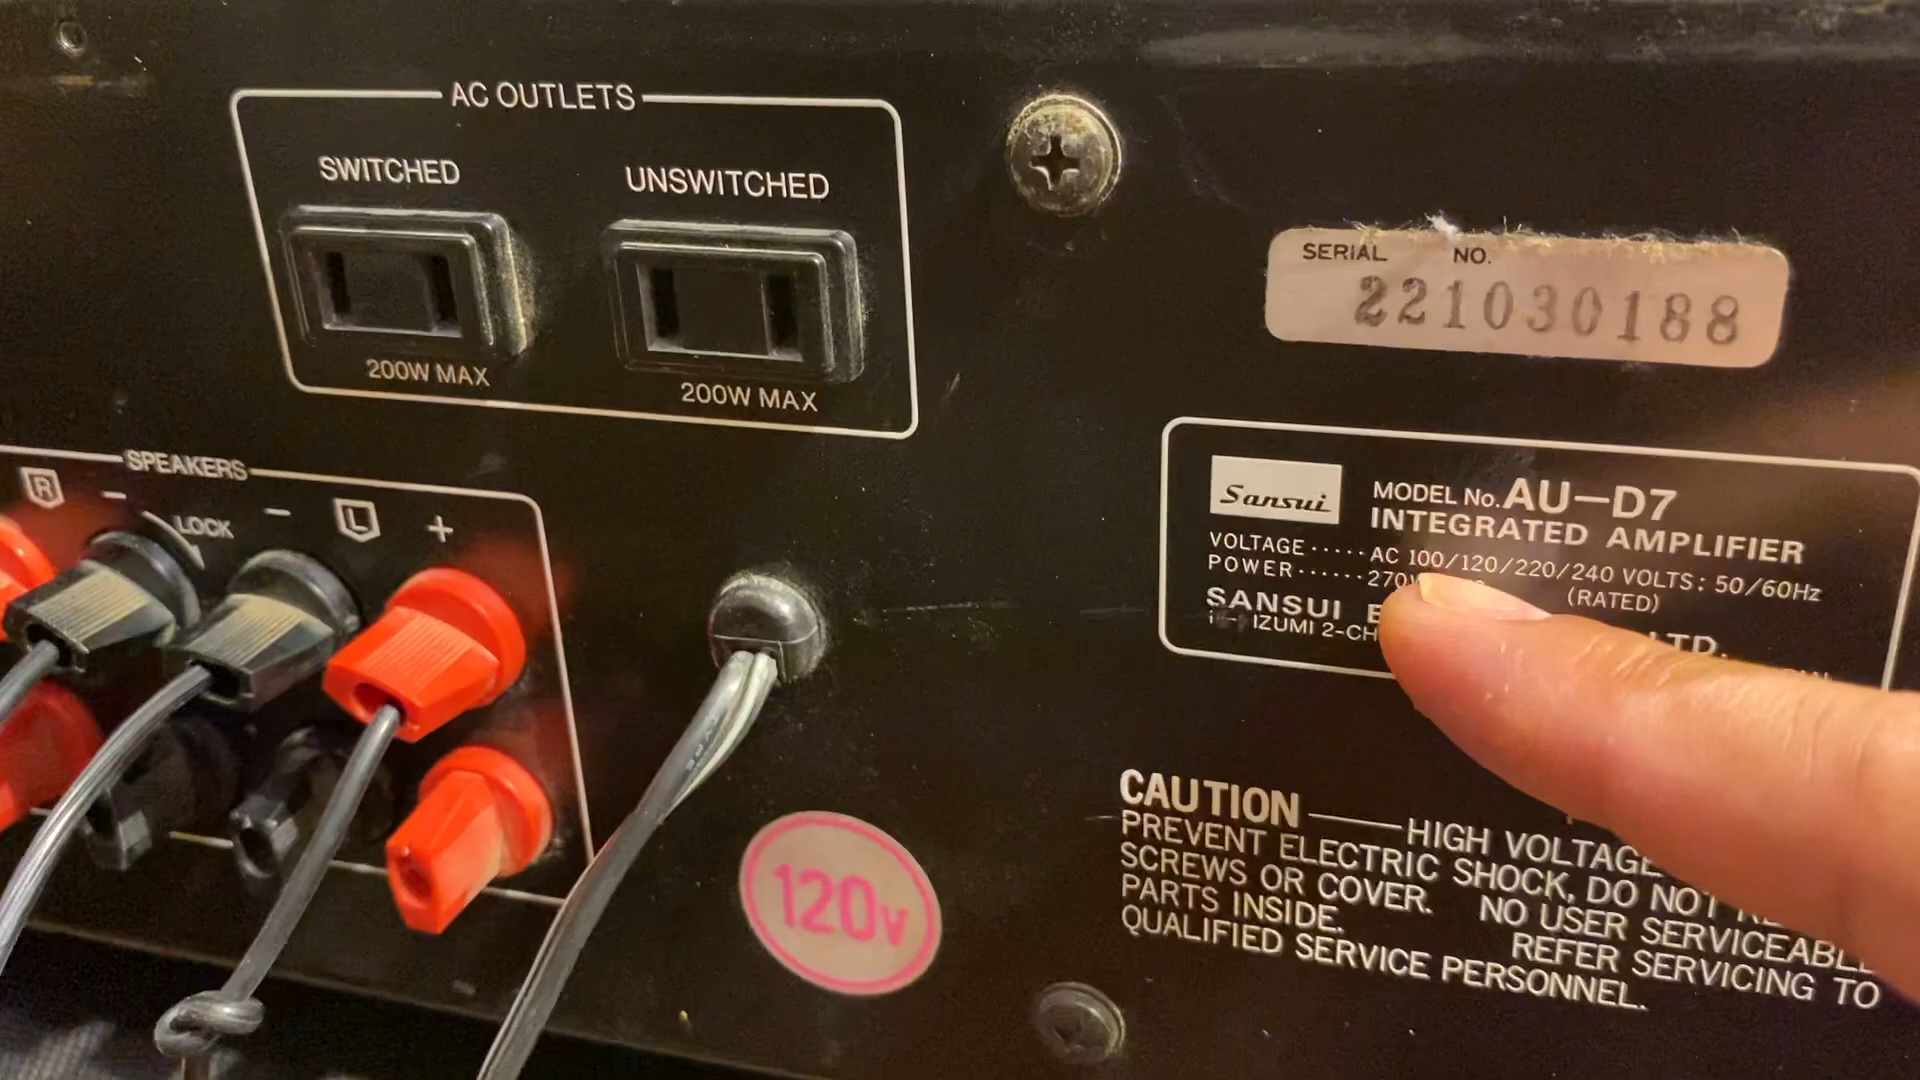 AC OUTLETS
SWITCHED
UNSWITCHED
200W MAX
200W MAX
SERIAL NO.
221030188
SPEAKERS
R - LOCK - L +
Sansui
MODEL No. AU-D7
INTEGRATED AMPLIFIER
VOLTAGE ····· AC 100/120/220/240 VOLTS: 50/60Hz
POWER ······ 270W
(RATED)
SANSUI LTD.
IZUMI 2-CH
120v
CAUTION — HIGH VOLTAGE
PREVENT ELECTRIC SHOCK, DO NOT
SCREWS OR COVER. NO USER SERVICEABLE
PARTS INSIDE. REFER SERVICING TO
QUALIFIED SERVICE PERSONNEL.